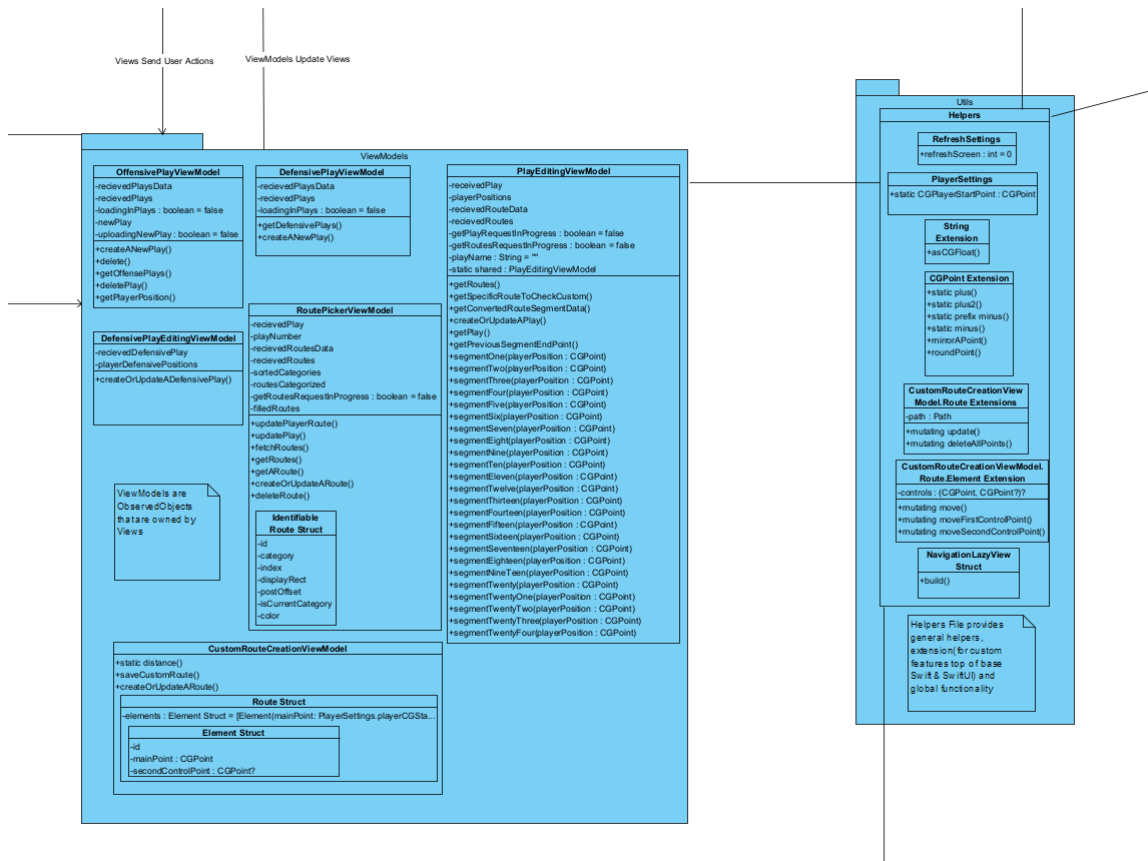 Views Send User Actions
ViewModels Update Views
ViewModels
OffensivePlayViewModel
-recievedPlaysData
-recievedPlays
-loadingInPlays : boolean = false
-newPlay
-uploadingNewPlay : boolean = false
+createANewPlay()
+delete()
+getOffensePlays()
+deletePlay()
+getPlayerPosition()
DefensivePlayViewModel
-recievedPlaysData
-recievedPlays
-loadingInPlays : boolean = false
+getDefensivePlays()
+createANewPlay()
PlayEditingViewModel
-receivedPlay
-playerPositions
-recievedRouteData
-recievedRoutes
-getPlayRequestInProgress : boolean = false
-getRoutesRequestInProgress : boolean = false
-playName : String = ""
-static shared : PlayEditingViewModel
+getRoutes()
+getSpecificRouteToCheckCustom()
+getConvertedRouteSegmentData()
+createOrUpdateAPlay()
+getPlay()
+getPreviousSegmentEndPoint()
+segmentOne(playerPosition : CGPoint)
+segmentTwo(playerPosition : CGPoint)
+segmentThree(playerPosition : CGPoint)
+segmentFour(playerPosition : CGPoint)
+segmentFive(playerPosition : CGPoint)
+segmentSix(playerPosition : CGPoint)
+segmentSeven(playerPosition : CGPoint)
+segmentEight(playerPosition : CGPoint)
+segmentNine(playerPosition : CGPoint)
+segmentTen(playerPosition : CGPoint)
+segmentEleven(playerPosition : CGPoint)
+segmentTwelve(playerPosition : CGPoint)
+segmentThirteen(playerPosition : CGPoint)
+segmentFourteen(playerPosition : CGPoint)
+segmentFifteen(playerPosition : CGPoint)
+segmentSixteen(playerPosition : CGPoint)
+segmentSeventeen(playerPosition : CGPoint)
+segmentEighteen(playerPosition : CGPoint)
+segmentNineTeen(playerPosition : CGPoint)
+segmentTwenty(playerPosition : CGPoint)
+segmentTwentyOne(playerPosition : CGPoint)
+segmentTwentyTwo(playerPosition : CGPoint)
+segmentTwentyThree(playerPosition : CGPoint)
+segmentTwentyFour(playerPosition : CGPoint)
DefensivePlayEditingViewModel
-recievedDefensivePlay
-playerDefensivePositions
+createOrUpdateADefensivePlay()
RoutePickerViewModel
-recievedPlay
-playNumber
-recievedRoutesData
-recievedRoutes
-sortedCategories
-routesCategorized
-getRoutesRequestInProgress : boolean = false
-filledRoutes
+updatePlayerRoute()
+updatePlay()
+fetchRoutes()
+getRoutes()
+getARoute()
+createOrUpdateARoute()
+deleteRoute()
Identifiable
Route Struct
-id
-category
-index
-displayRect
-postOffset
-isCurrentCategory
-color
ViewModels are
ObservedObjects
that are owned by
Views
CustomRouteCreationViewModel
+static distance()
+saveCustomRoute()
+createOrUpdateARoute()
Route Struct
-elements : Element Struct = [Element(mainPoint: PlayerSettings.playerCGSta...
Element Struct
-id
-mainPoint : CGPoint
-secondControlPoint : CGPoint?
Utils
Helpers
RefreshSettings
+refreshScreen : int = 0
PlayerSettings
+static CGPlayerStartPoint : CGPoint
String
Extension
+asCGFloat()
CGPoint Extension
+static plus()
+static plus2()
+static prefix minus()
+static minus()
+mirrorAPoint()
+roundPoint()
CustomRouteCreationView
Model.Route Extensions
-path : Path
+mutating update()
+mutating deleteAllPoints()
CustomRouteCreationViewModel.
Route.Element Extension
-controls : (CGPoint, CGPoint?)?
+mutating move()
+mutating moveFirstControlPoint()
+mutating moveSecondControlPoint()
NavigationLazyView
Struct
+build()
Helpers File provides
general helpers,
extension(for custom
features top of base
Swift & SwiftUI) and
global functionality